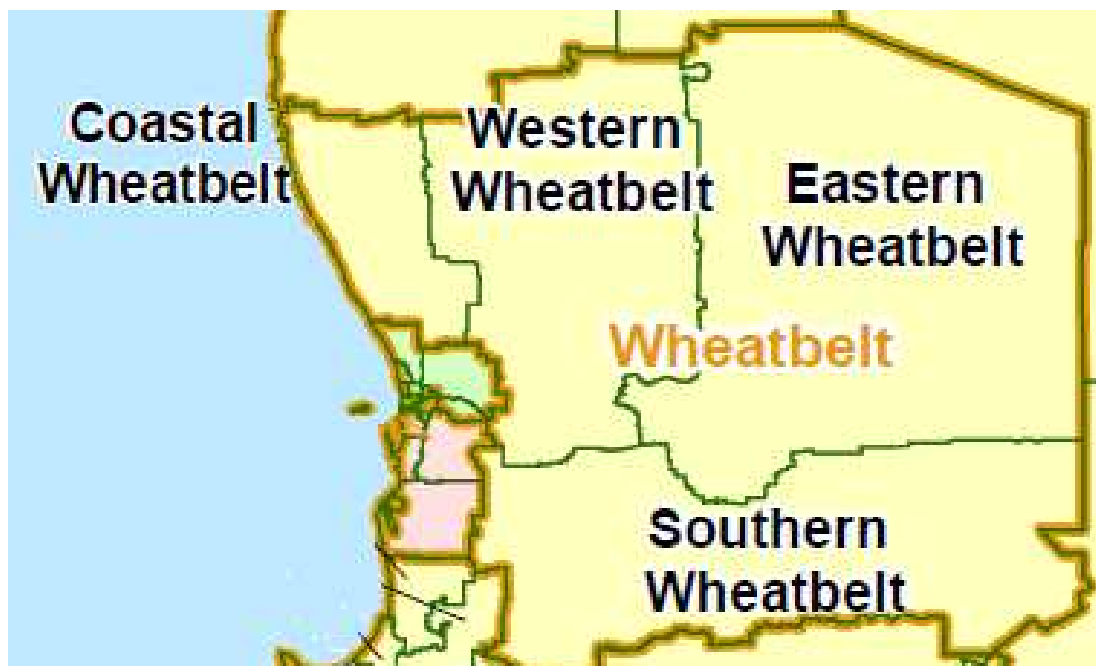 Coastal
Wheatbelt
Western
Wheatbelt
Eastern
Wheatbelt
Wheatbelt
Southern
Wheatbelt